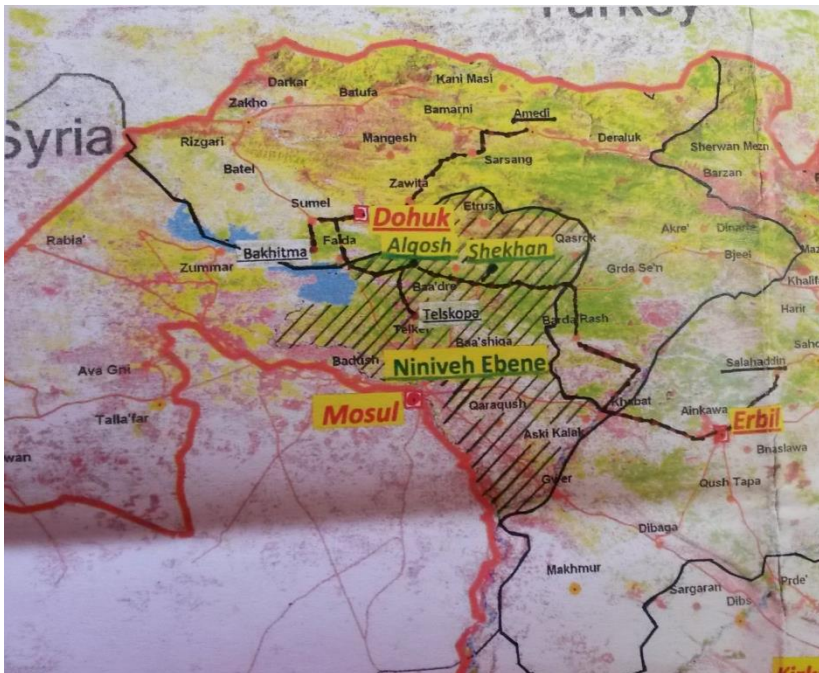 Turkey
Syria
Darkar
Kani Masi
Zakho
Batufa
Bamarni
Amedi
Rizgari
Mangesh
Deraluk
Sherwan Mezn
Batel
Sarsang
Barzan
Zawita
Sumel
Etrush
Dohuk
Akre'
Dinarte
Rabia'
Bakhitma
Faida
Alqosh
Shekhan
Qasrok
Bjeel
Zummar
Grda Se'n
Baa'dre
Harir
Telskopa
Barda Rash
Baa'shiqa
Badush
Salahaddin
Ava Gni
Niniveh Ebene
Talla'far
Mosul
Qaraqush
Khabat
Ainkawa
Erbil
Aski Kalak
Bnaslawa
Gwer
Qush Tapa
Dibaga
Makhmur
Sargaran
Prde'
Dibs